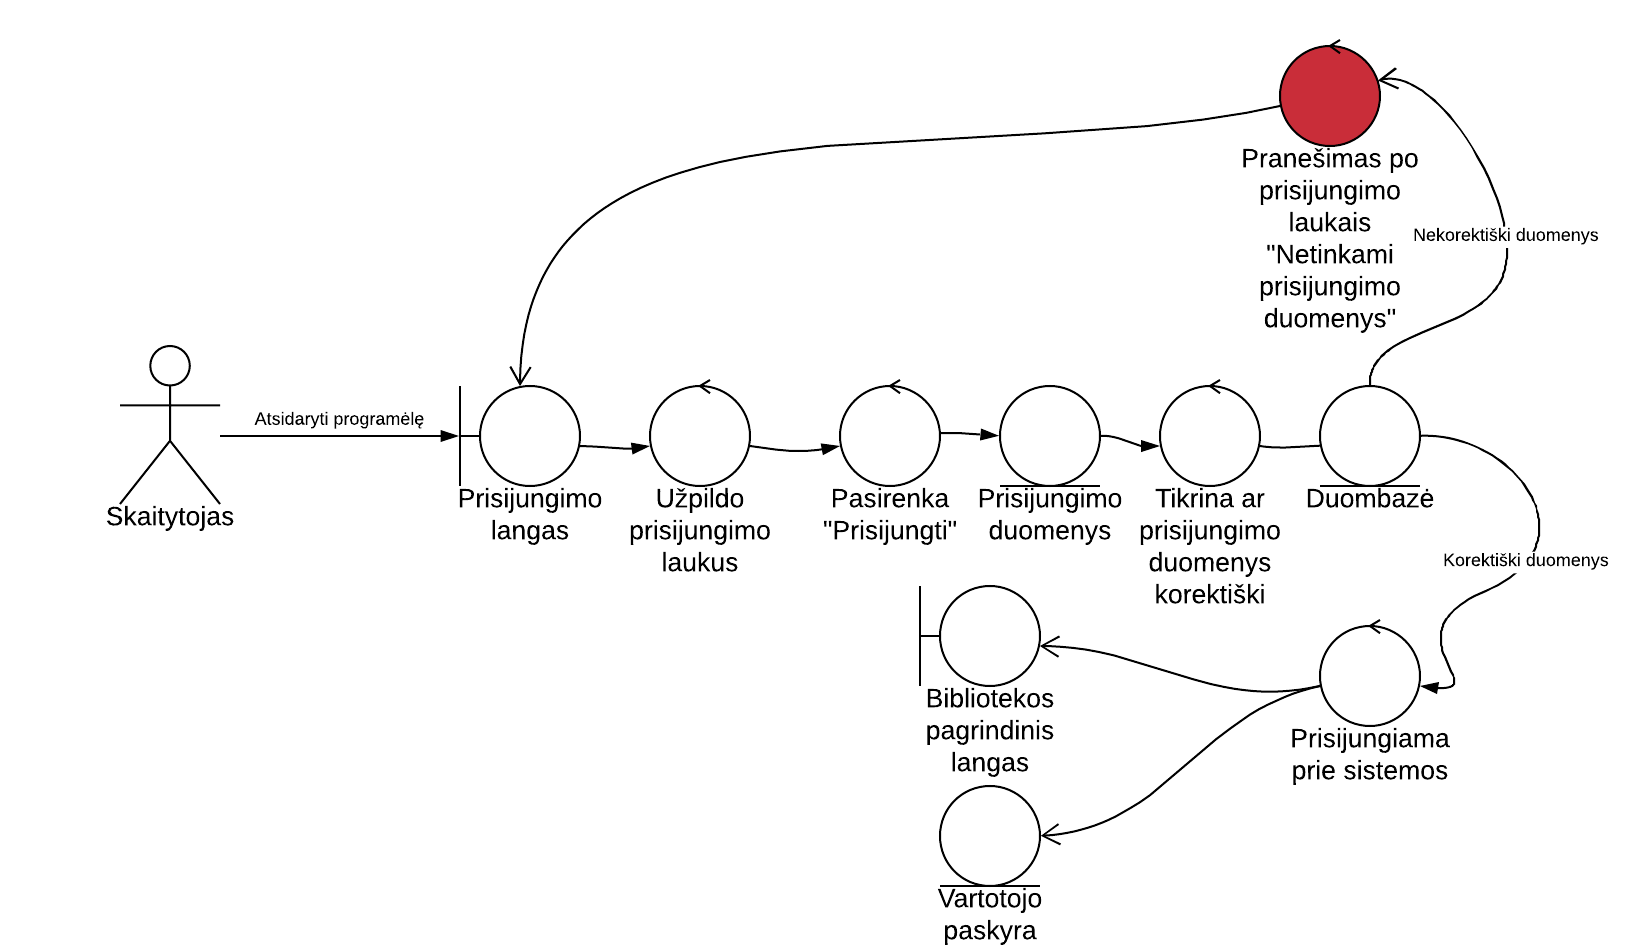 Pranešimas po
prisijungimo
laukais
"Netinkami
prisijungimo
duomenys"
Nekorektiški duomenys
Atsidaryti programėlę
Skaitytojas
Prisijungimo
langas
Užpildo
prisijungimo
laukus
Pasirenka
"Prisijungti"
Prisijungimo
duomenys
Tikrina ar
prisijungimo
duomenys
korektiški
Duombazė
Korektiški duomenys
Prisijungiama
prie sistemos
Bibliotekos
pagrindinis
langas
Vartotojo
paskyra